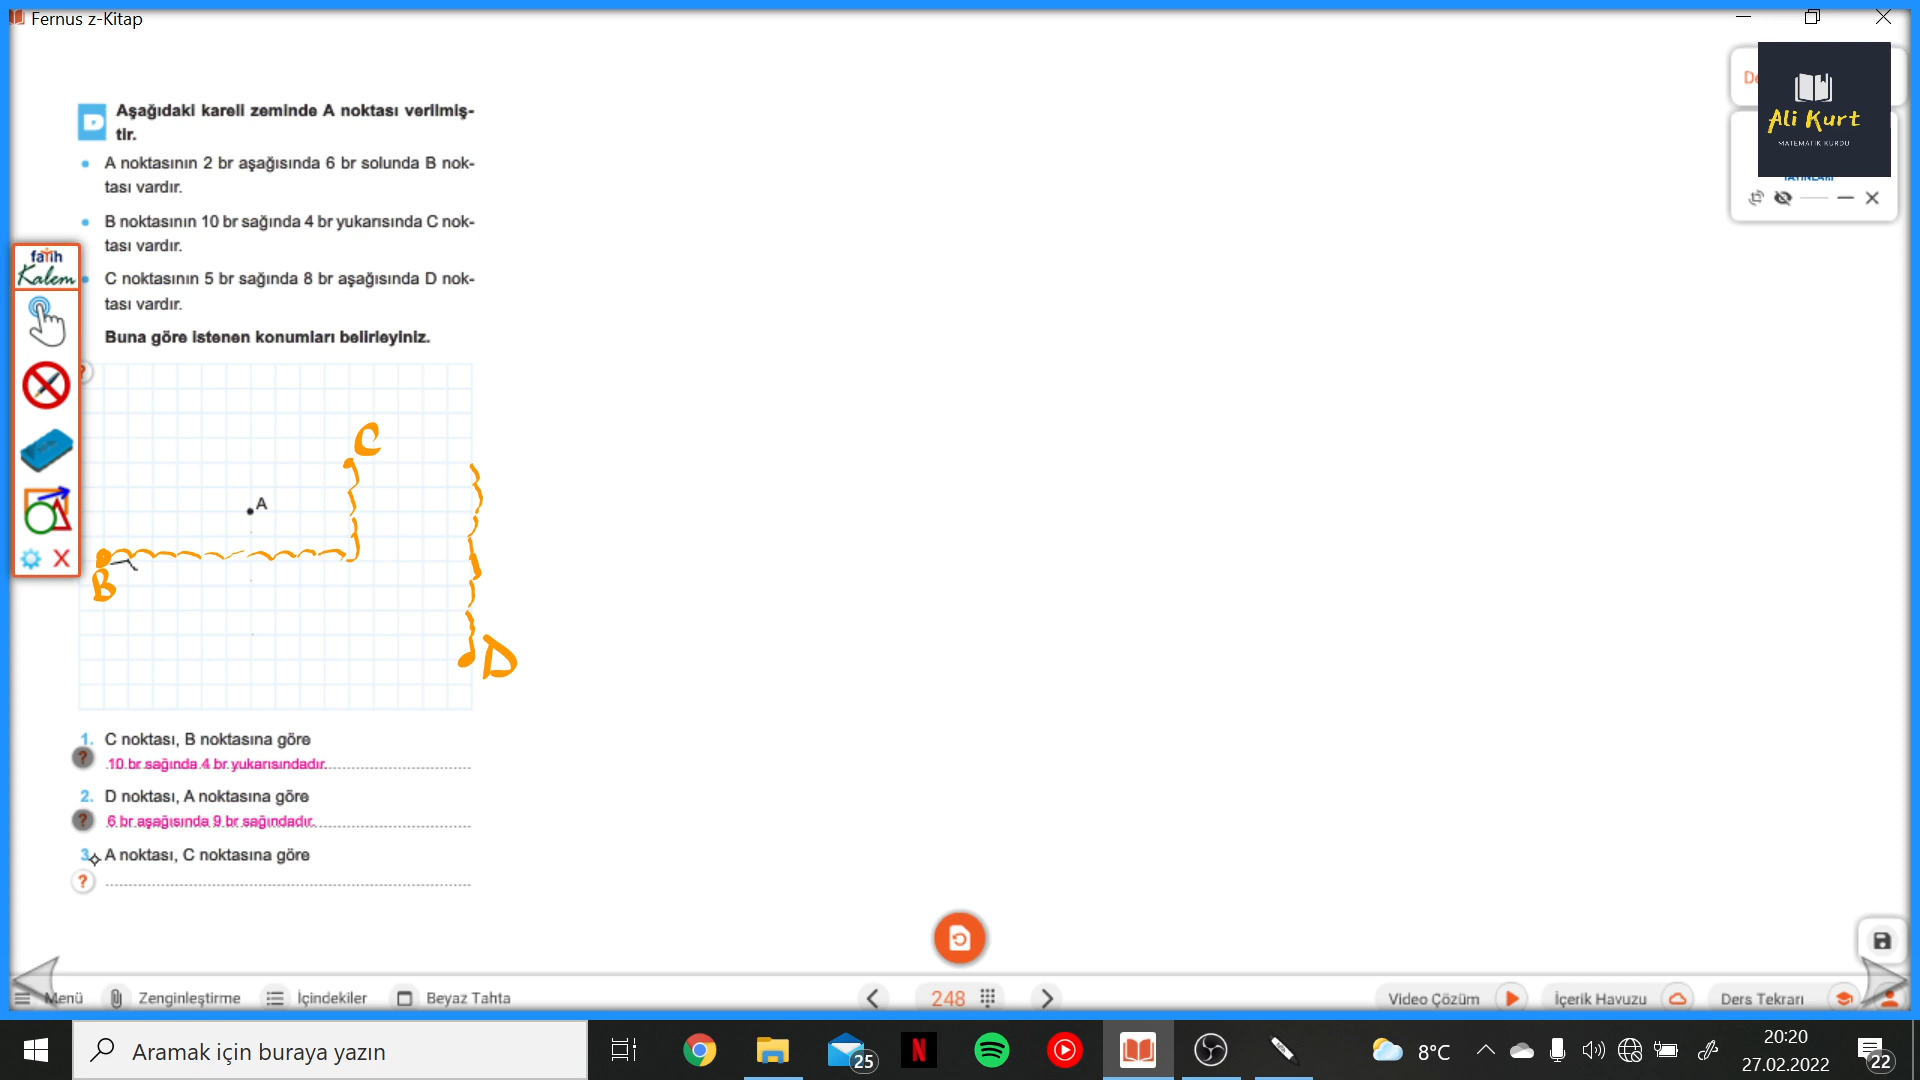 Fernus z-Kitap
Ali Kurt
MATEMATİK KURDU
D Aşağıdaki kareli zeminde A noktası verilmiş-
tir.
• A noktasının 2 br aşağısında 6 br solunda B nok-
tası vardır.
• B noktasının 10 br sağında 4 br yukarısında C nok-
tası vardır.
• C noktasının 5 br sağında 8 br aşağısında D nok-
tası vardır.
Buna göre istenen konumları belirleyiniz.
fatih
Kalem
?
C
A
B
D
1. C noktası, B noktasına göre
? 10 br sağında 4 br yukarısındadır.
2. D noktası, A noktasına göre
? 6 br aşağısında 9 br sağındadır.
3. A noktası, C noktasına göre
?
Menü Zenginleştirme İçindekiler Beyaz Tahta 248 Video Çözüm İçerik Havuzu Ders Tekrarı
Aramak için buraya yazın 25 8°C 20:20
27.02.2022 22